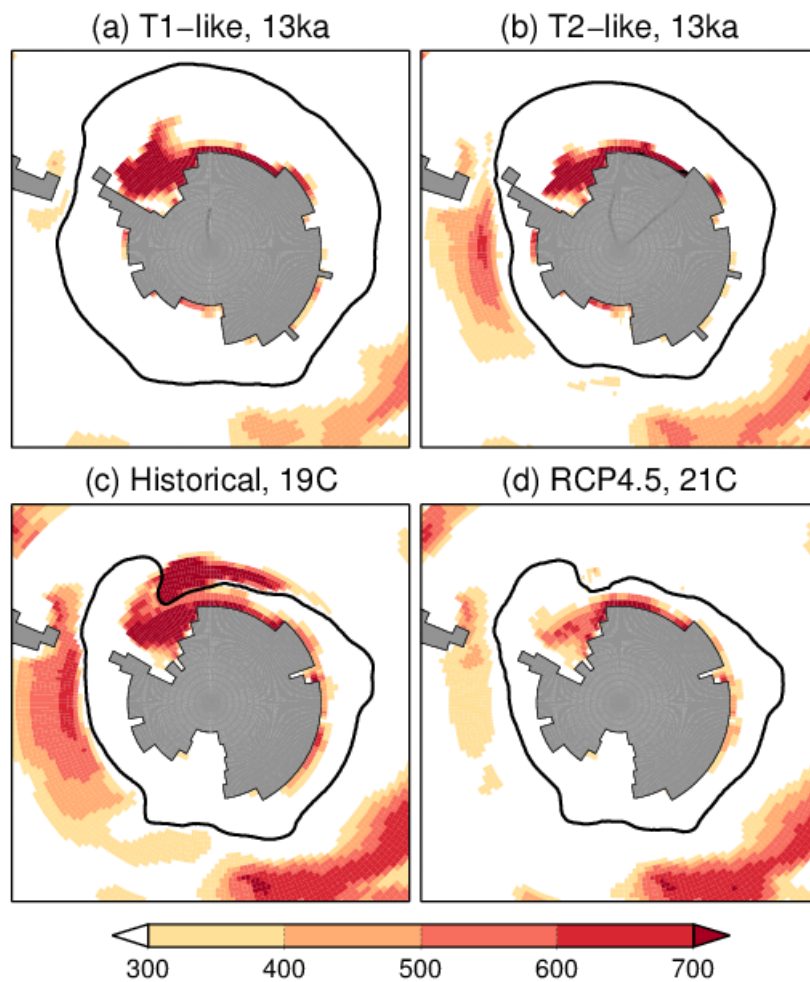 (a) T1−like, 13ka
(b) T2−like, 13ka
(c) Historical, 19C
(d) RCP4.5, 21C
300 400 500 600 700